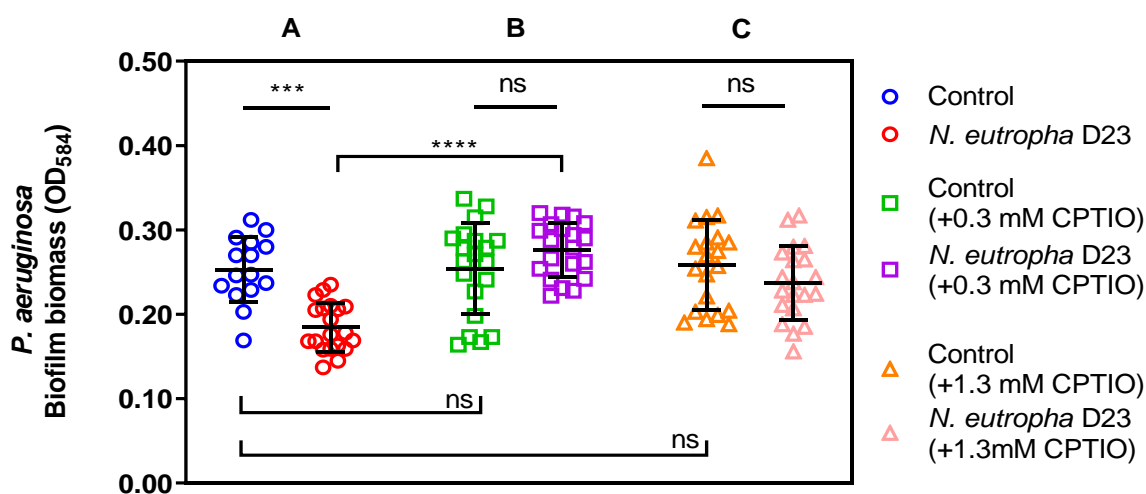 A B C
0.50
0.40
0.30
0.20
0.10
0.00
P. aeruginosa
Biofilm biomass (OD584)
***
ns
ns
****
ns
ns
Control
N. eutropha D23
Control
(+0.3 mM CPTIO)
N. eutropha D23
(+0.3 mM CPTIO)
Control
(+1.3 mM CPTIO)
N. eutropha D23
(+1.3mM CPTIO)